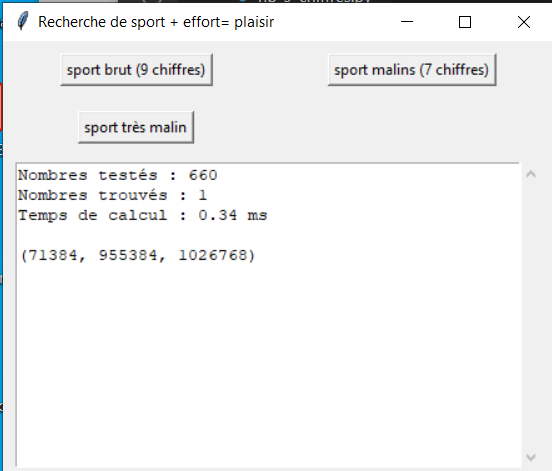 Recherche de sport + effort= plaisir
sport brut (9 chiffres)
sport malins (7 chiffres)
sport très malin
Nombres testés : 660
Nombres trouvés : 1
Temps de calcul : 0.34 ms
(71384, 955384, 1026768)